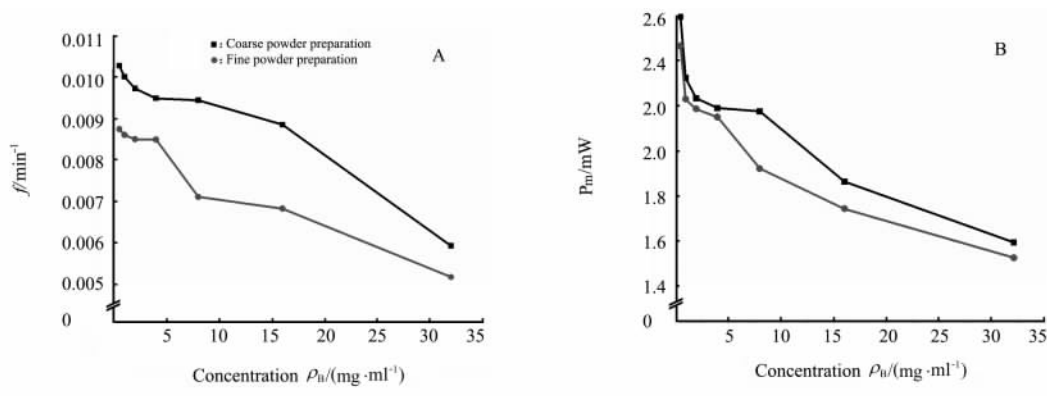 0.011
0.010
0.009
0.008
0.007
0.006
0.005
0
f/min⁻¹
■: Coarse powder preparation
●: Fine powder preparation
A
5 10 15 20 25 30 35
Concentration ρB/(mg·ml⁻¹)
2.6
2.4
2.2
2.0
2.0
1.8
1.6
1.4
0
Pm/mW
B
5 10 15 20 25 30 35
Concentration ρB/(mg·ml⁻¹)